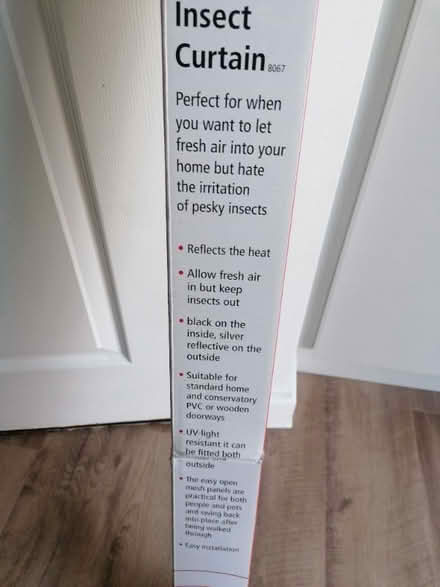 Insect
Curtain 8067
Perfect for when
you want to let
fresh air into your
home but hate
the irritation
of pesky insects
• Reflects the heat
• Allow fresh air
in but keep
insects out
• black on the
inside, silver
reflective on the
outside
• Suitable for
standard home
and conservatory
PVC or wooden
doorways
• UV-light
resistant it can
be fitted both
outside
• The easy open
mesh panels are
practical for both
people and pets
and swing back
into place after
being walked
through
• Easy installation